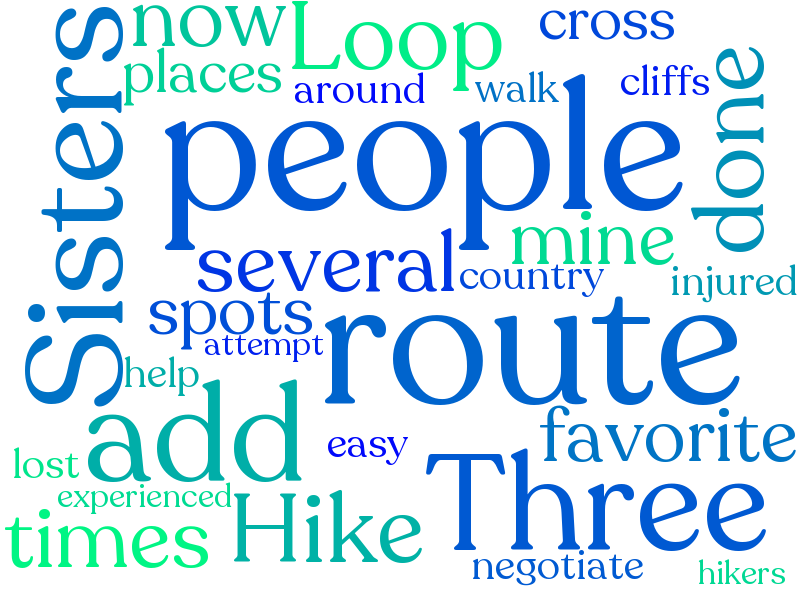 Sisters
now
Loop
cross
places
around
walk
cliffs
people
done
several
mine
country
injured
spots
attempt
route
help
add
easy
favorite
lost
experienced
Three
times
Hike
negotiate
hikers